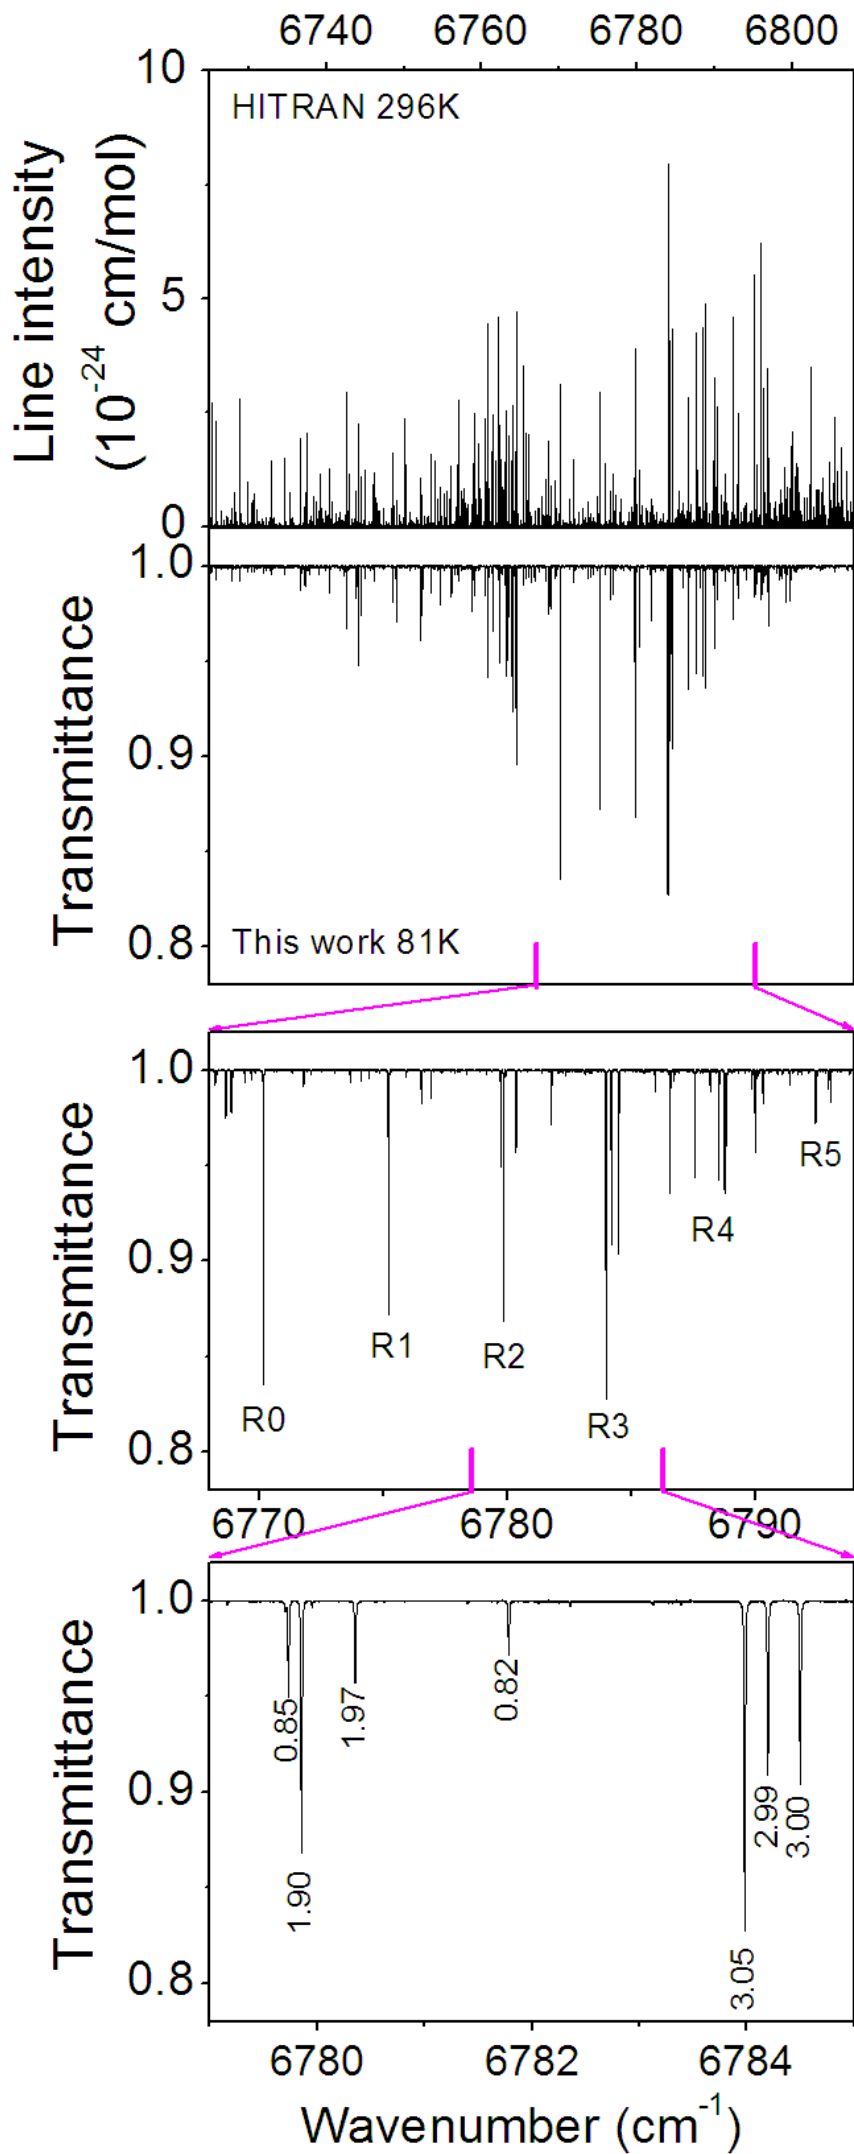 6740 6760 6780 6800
10
HITRAN 296K
Line intensity
(10⁻²⁴ cm/mol)
5
0
1.0
Transmittance
0.9
0.8
This work 81K
1.0
Transmittance
0.9
0.8
R0
R1
R2
R3
R4
R5
6770 6780 6790
1.0
Transmittance
0.9
0.8
0.85
1.90
1.97
0.82
3.05
2.99
3.00
6780 6782 6784
Wavenumber (cm⁻¹)